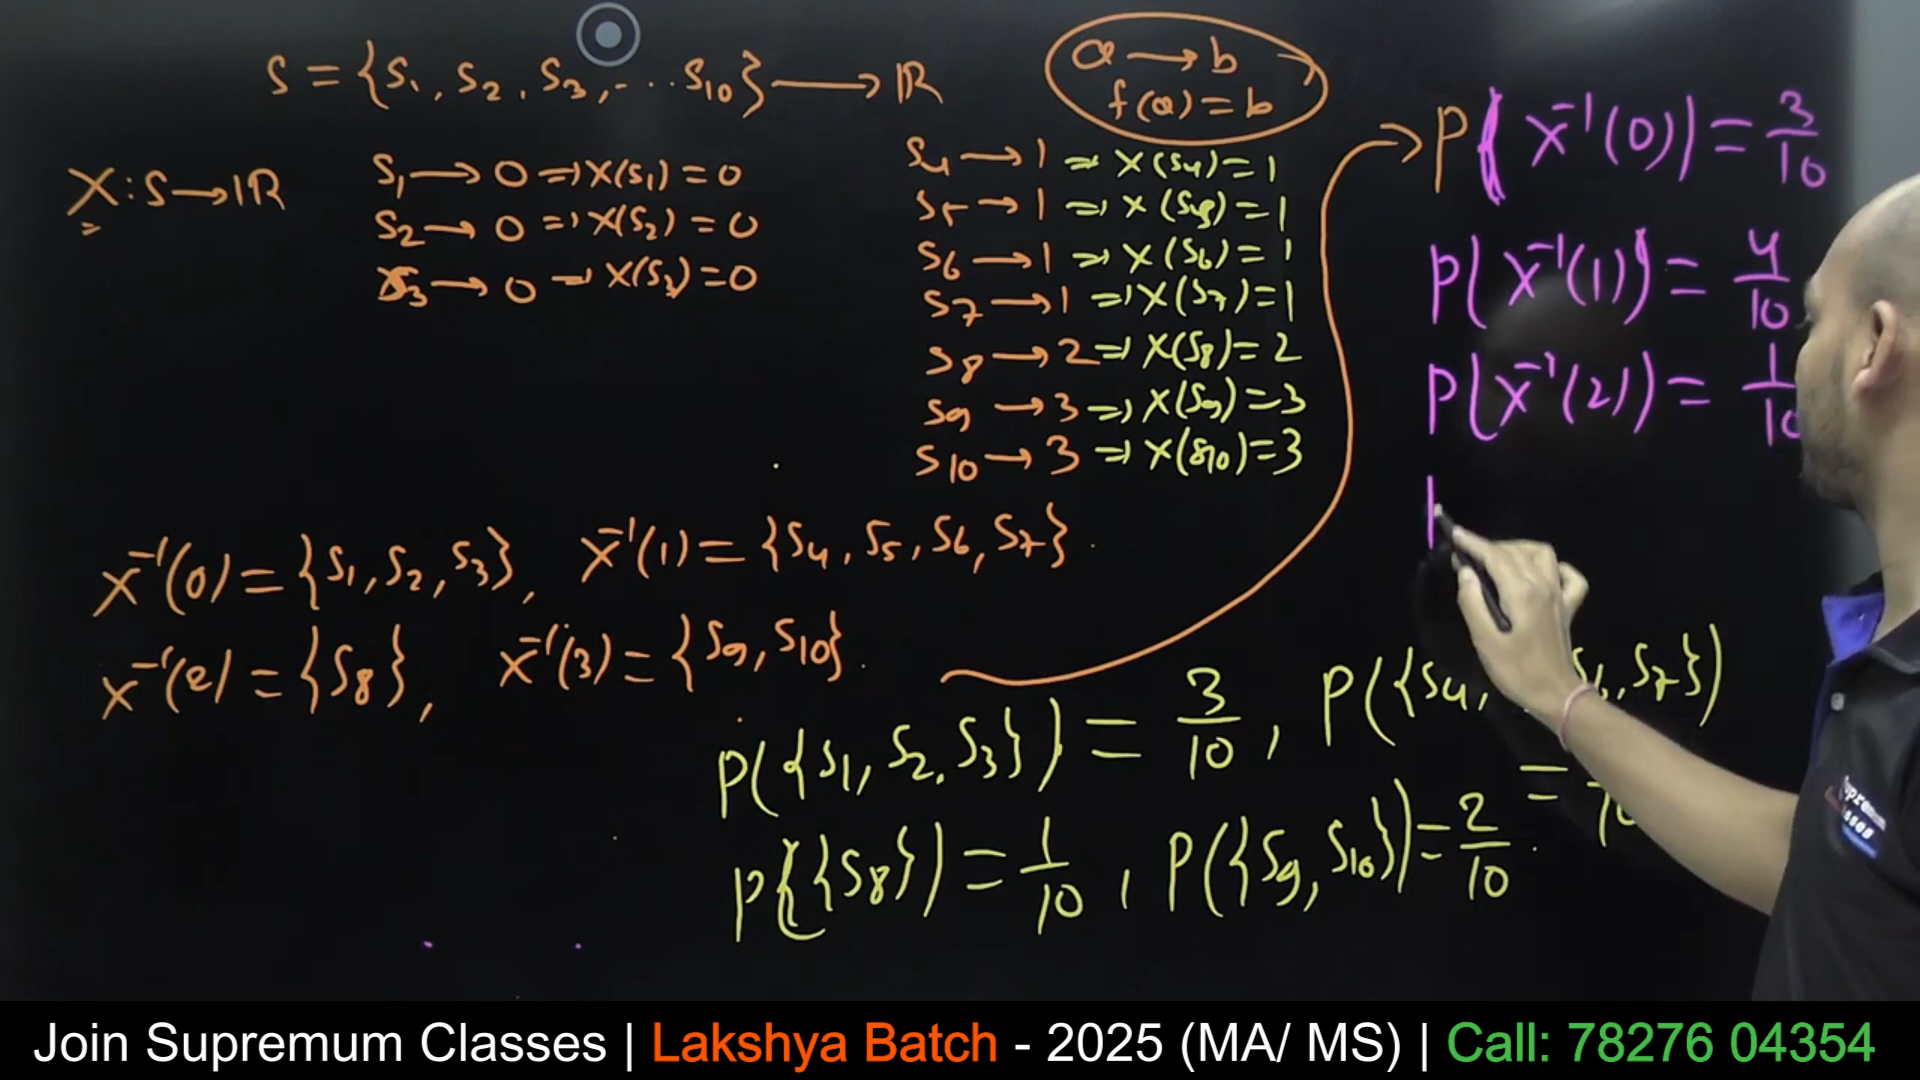 S = {S₁, S₂, S₃, ... S₁₀} → ℝ
a → b
f(a) = b
X : S → ℝ
S₁ → 0 ⇒ X(S₁) = 0
S₂ → 0 ⇒ X(S₂) = 0
S₃ → 0 ⇒ X(S₃) = 0
S₄ → 1 ⇒ X(S₄) = 1
S₅ → 1 ⇒ X(S₅) = 1
S₆ → 1 ⇒ X(S₆) = 1
S₇ → 1 ⇒ X(S₇) = 1
S₈ → 2 ⇒ X(S₈) = 2
S₉ → 3 ⇒ X(S₉) = 3
S₁₀ → 3 ⇒ X(S₁₀) = 3
P(X⁻¹(0)) = 3/10
P(X⁻¹(1)) = 4/10
P(X⁻¹(2)) = 1/10
X⁻¹(0) = {S₁, S₂, S₃}, X⁻¹(1) = {S₄, S₅, S₆, S₇}.
X⁻¹(2) = {S₈}, X⁻¹(3) = {S₉, S₁₀}.
P({S₁, S₂, S₃}) = 3/10, P({S₄, S₇})
=
P({S₈}) = 1/10, P({S₉, S₁₀}) = 2/10.
Join Supremum Classes | Lakshya Batch - 2025 (MA/ MS) | Call: 78276 04354